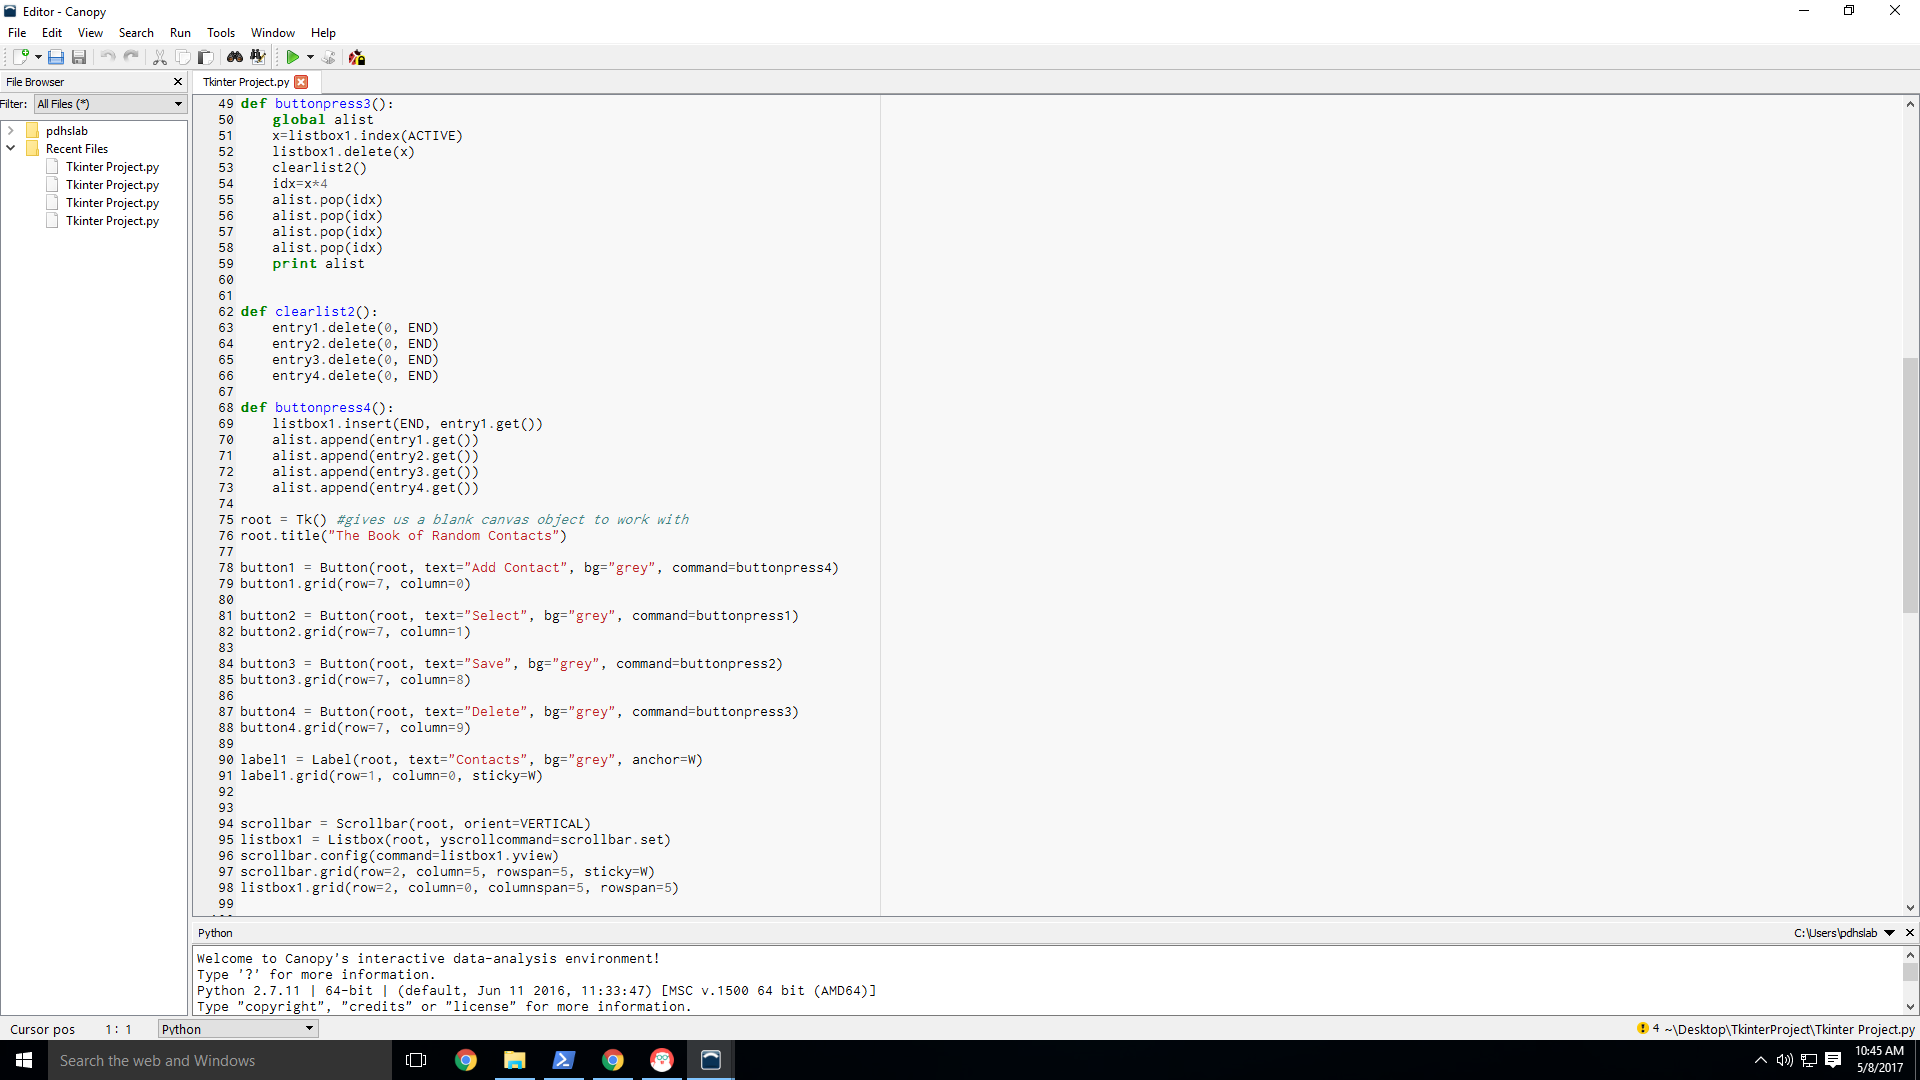 Editor - Canopy
File Edit View Search Run Tools Window Help
File Browser
Tkinter Project.py
Filter: All Files (*)
pdhslab
Recent Files
Tkinter Project.py
Tkinter Project.py
Tkinter Project.py
Tkinter Project.py
49 def buttonpress3():
50     global alist
51     x=listbox1.index(ACTIVE)
52     listbox1.delete(x)
53     clearlist2()
54     idx=x*4
55     alist.pop(idx)
56     alist.pop(idx)
57     alist.pop(idx)
58     alist.pop(idx)
59     print alist
60
61
62 def clearlist2():
63     entry1.delete(0, END)
64     entry2.delete(0, END)
65     entry3.delete(0, END)
66     entry4.delete(0, END)
67
68 def buttonpress4():
69     listbox1.insert(END, entry1.get())
70     alist.append(entry1.get())
71     alist.append(entry2.get())
72     alist.append(entry3.get())
73     alist.append(entry4.get())
74
75 root = Tk() #gives us a blank canvas object to work with
76 root.title("The Book of Random Contacts")
77
78 button1 = Button(root, text="Add Contact", bg="grey", command=buttonpress4)
79 button1.grid(row=7, column=0)
80
81 button2 = Button(root, text="Select", bg="grey", command=buttonpress1)
82 button2.grid(row=7, column=1)
83
84 button3 = Button(root, text="Save", bg="grey", command=buttonpress2)
85 button3.grid(row=7, column=8)
86
87 button4 = Button(root, text="Delete", bg="grey", command=buttonpress3)
88 button4.grid(row=7, column=9)
89
90 label1 = Label(root, text="Contacts", bg="grey", anchor=W)
91 label1.grid(row=1, column=0, sticky=W)
92
93
94 scrollbar = Scrollbar(root, orient=VERTICAL)
95 listbox1 = Listbox(root, yscrollcommand=scrollbar.set)
96 scrollbar.config(command=listbox1.yview)
97 scrollbar.grid(row=2, column=5, rowspan=5, sticky=W)
98 listbox1.grid(row=2, column=0, columnspan=5, rowspan=5)
99
Python
C:\Users\pdhslab
Welcome to Canopy's interactive data-analysis environment!
Type '?' for more information.
Python 2.7.11 | 64-bit | (default, Jun 11 2016, 11:33:47) [MSC v.1500 64 bit (AMD64)]
Type "copyright", "credits" or "license" for more information.
Cursor pos 1 : 1 Python
4 ~\Desktop\TkinterProject\Tkinter Project.py
Search the web and Windows
10:45 AM
5/8/2017